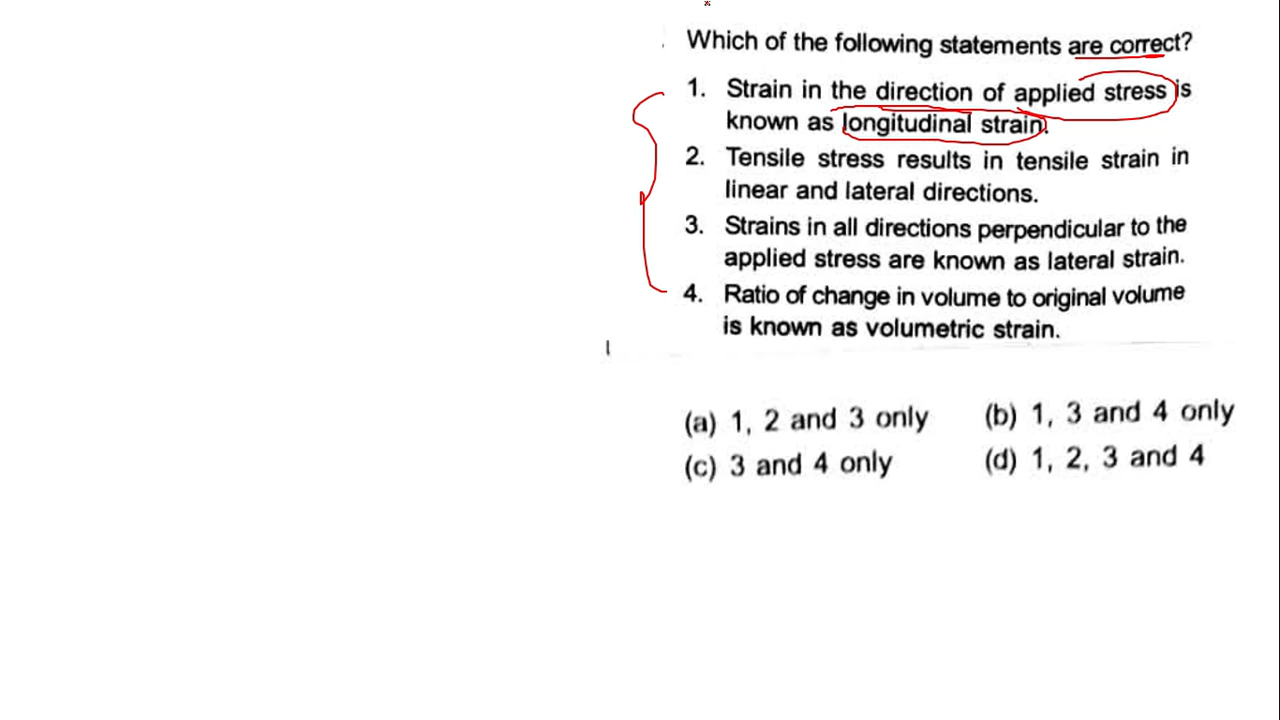 Which of the following statements are correct?
1. Strain in the direction of applied stress is
known as longitudinal strain.
2. Tensile stress results in tensile strain in
linear and lateral directions.
3. Strains in all directions perpendicular to the
applied stress are known as lateral strain.
4. Ratio of change in volume to original volume
is known as volumetric strain.
(a) 1, 2 and 3 only (b) 1, 3 and 4 only
(c) 3 and 4 only (d) 1, 2, 3 and 4